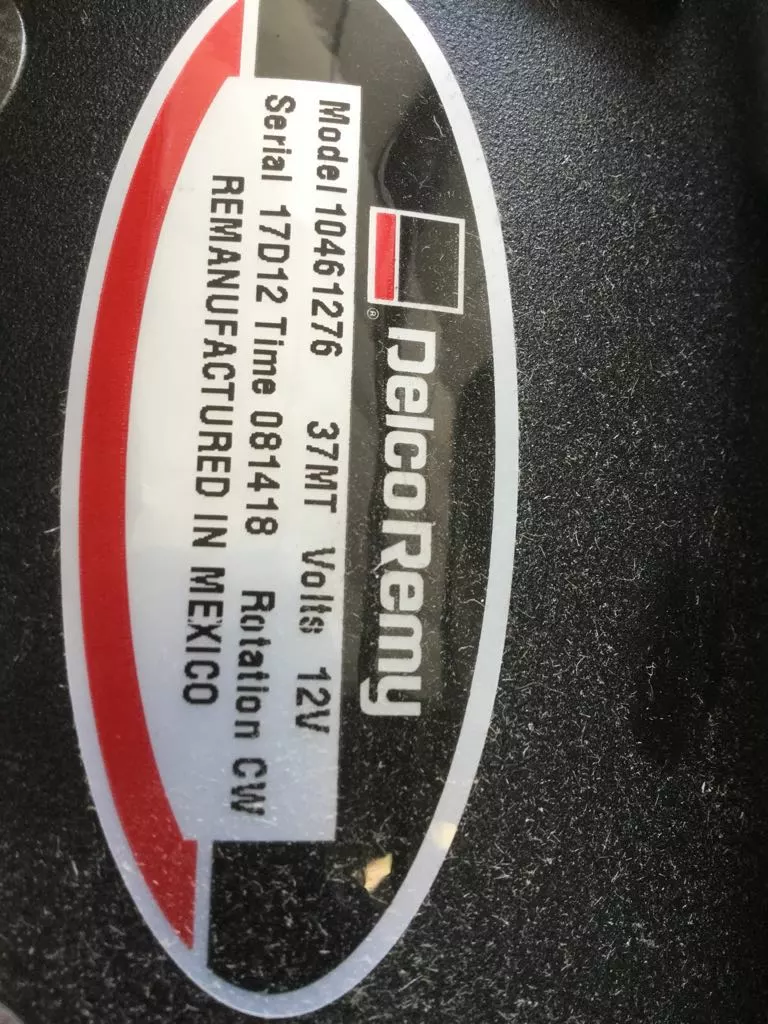 DelcoRemy ®
Model 10461276 37MT Volts 12V
Serial 17D12 Time 081418 Rotation CW
REMANUFACTURED IN MEXICO